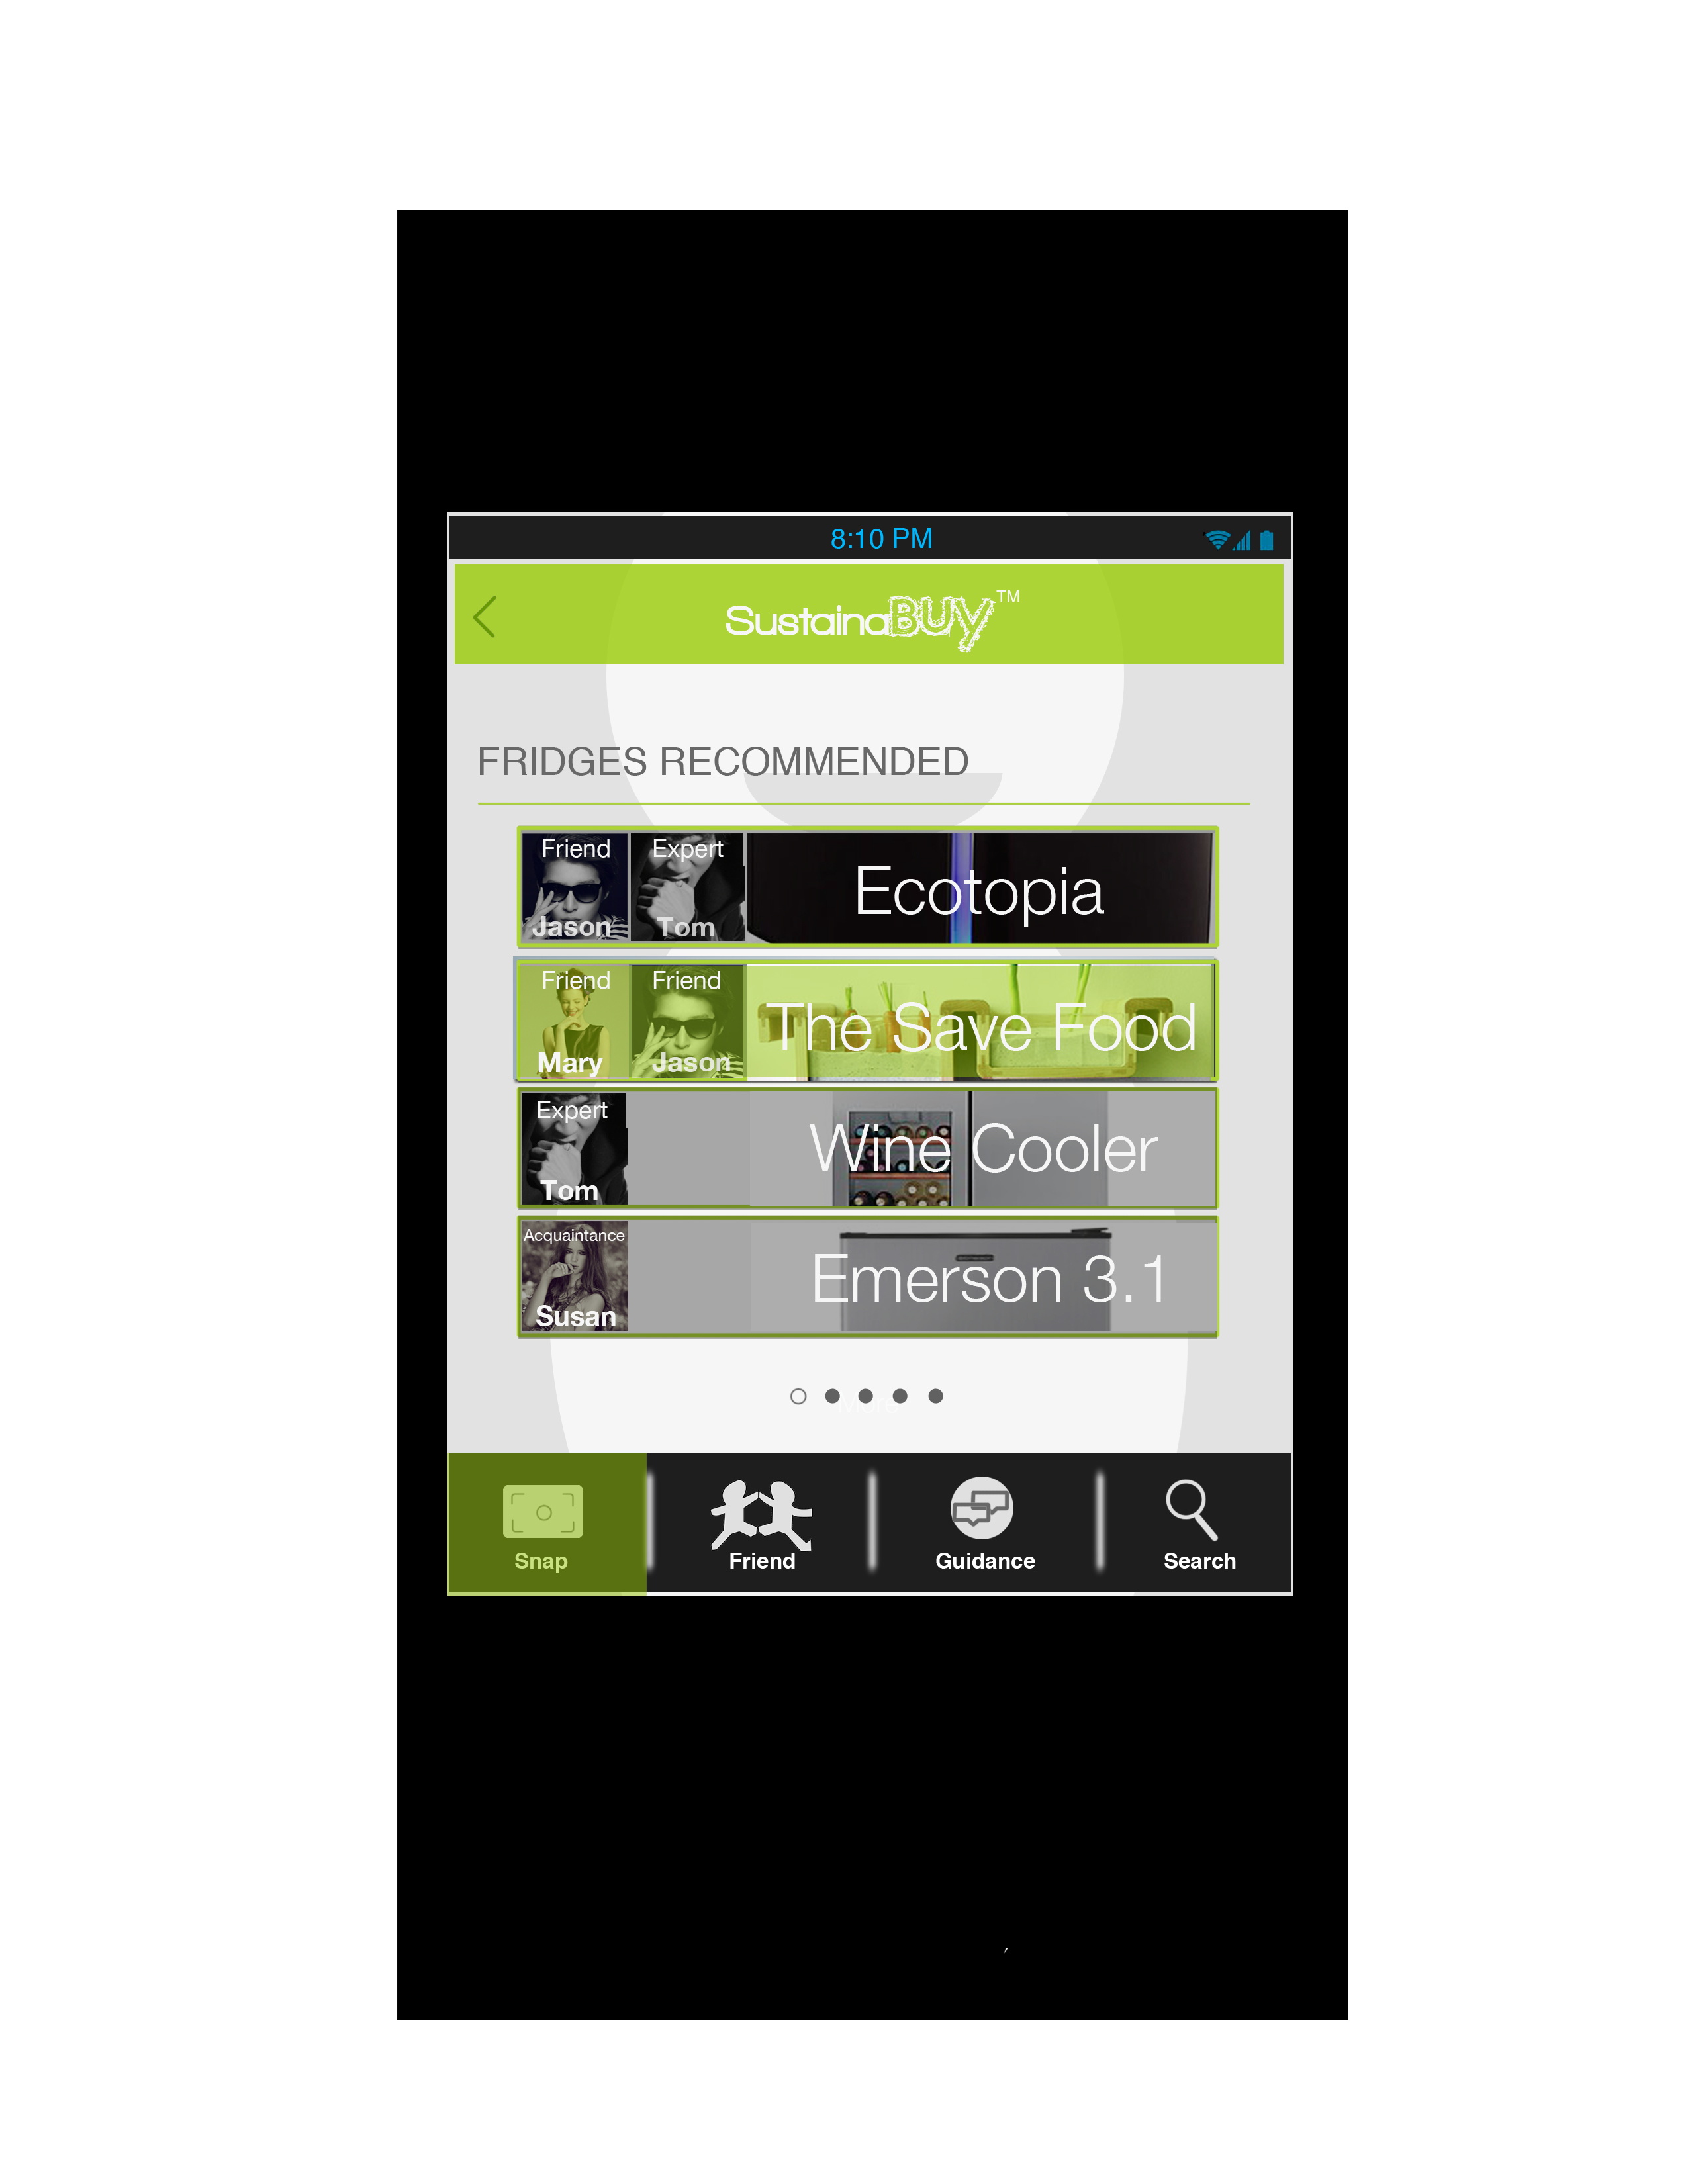 8:10 PM
SustainaBUY™
FRIDGES RECOMMENDED
Friend Expert
Jason Tom
Ecotopia
Friend Friend
Mary Jason
The Save Food
Expert
Tom
Wine Cooler
Acquaintance
Susan
Emerson 3.1
Snap Friend Guidance Search